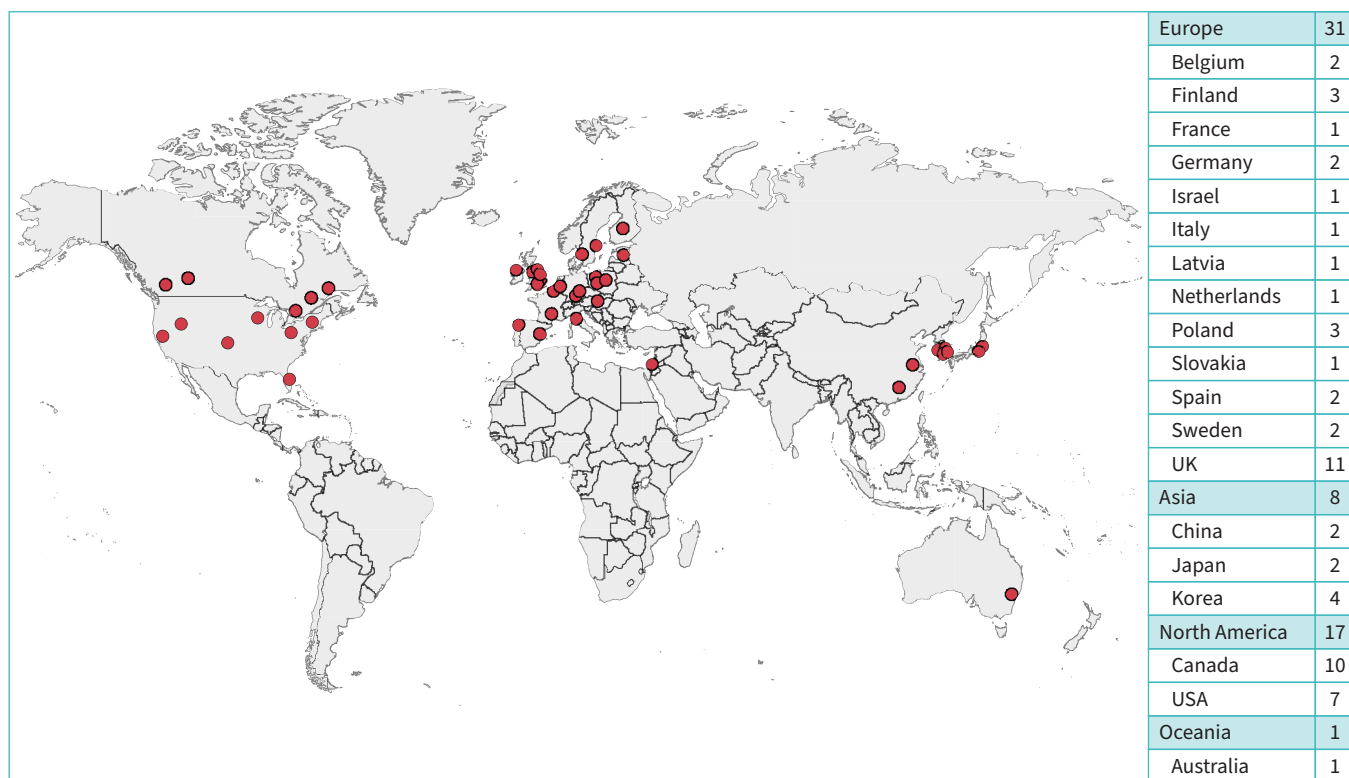 Europe 31
Belgium 2
Finland 3
France 1
Germany 2
Israel 1
Italy 1
Latvia 1
Netherlands 1
Poland 3
Slovakia 1
Spain 2
Sweden 2
UK 11
Asia 8
China 2
Japan 2
Korea 4
North America 17
Canada 10
USA 7
Oceania 1
Australia 1